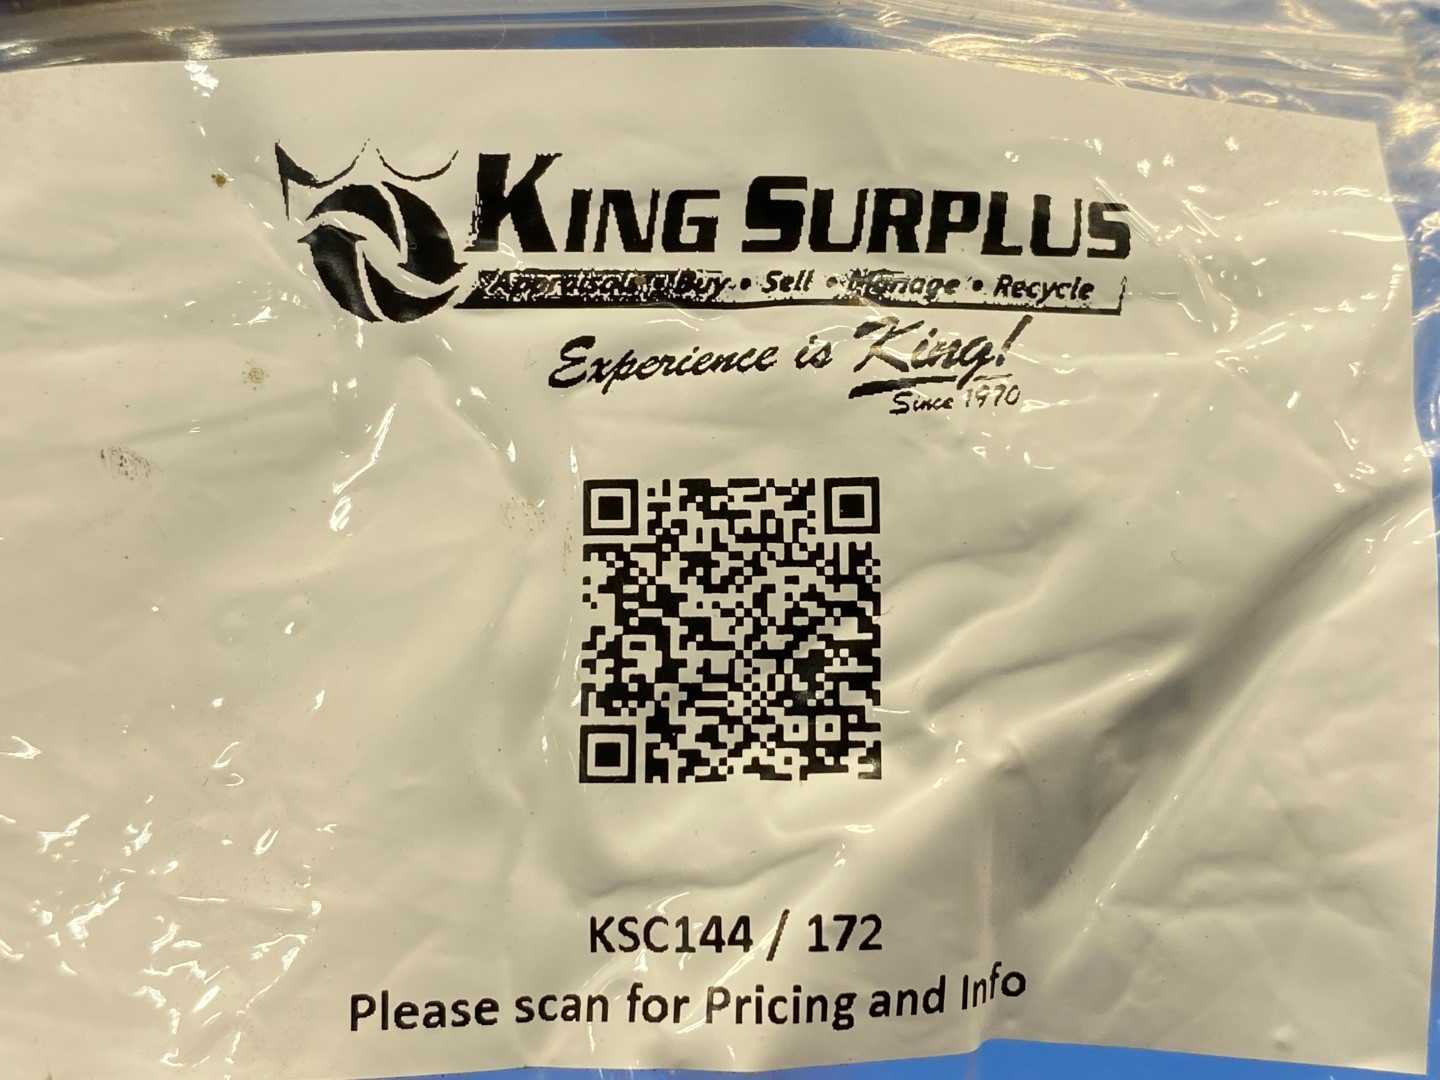 KING SURPLUS
Appraisals • Buy • Sell • Manage • Recycle
Experience is King!
Since 1970
KSC144 / 172
Please scan for Pricing and Info